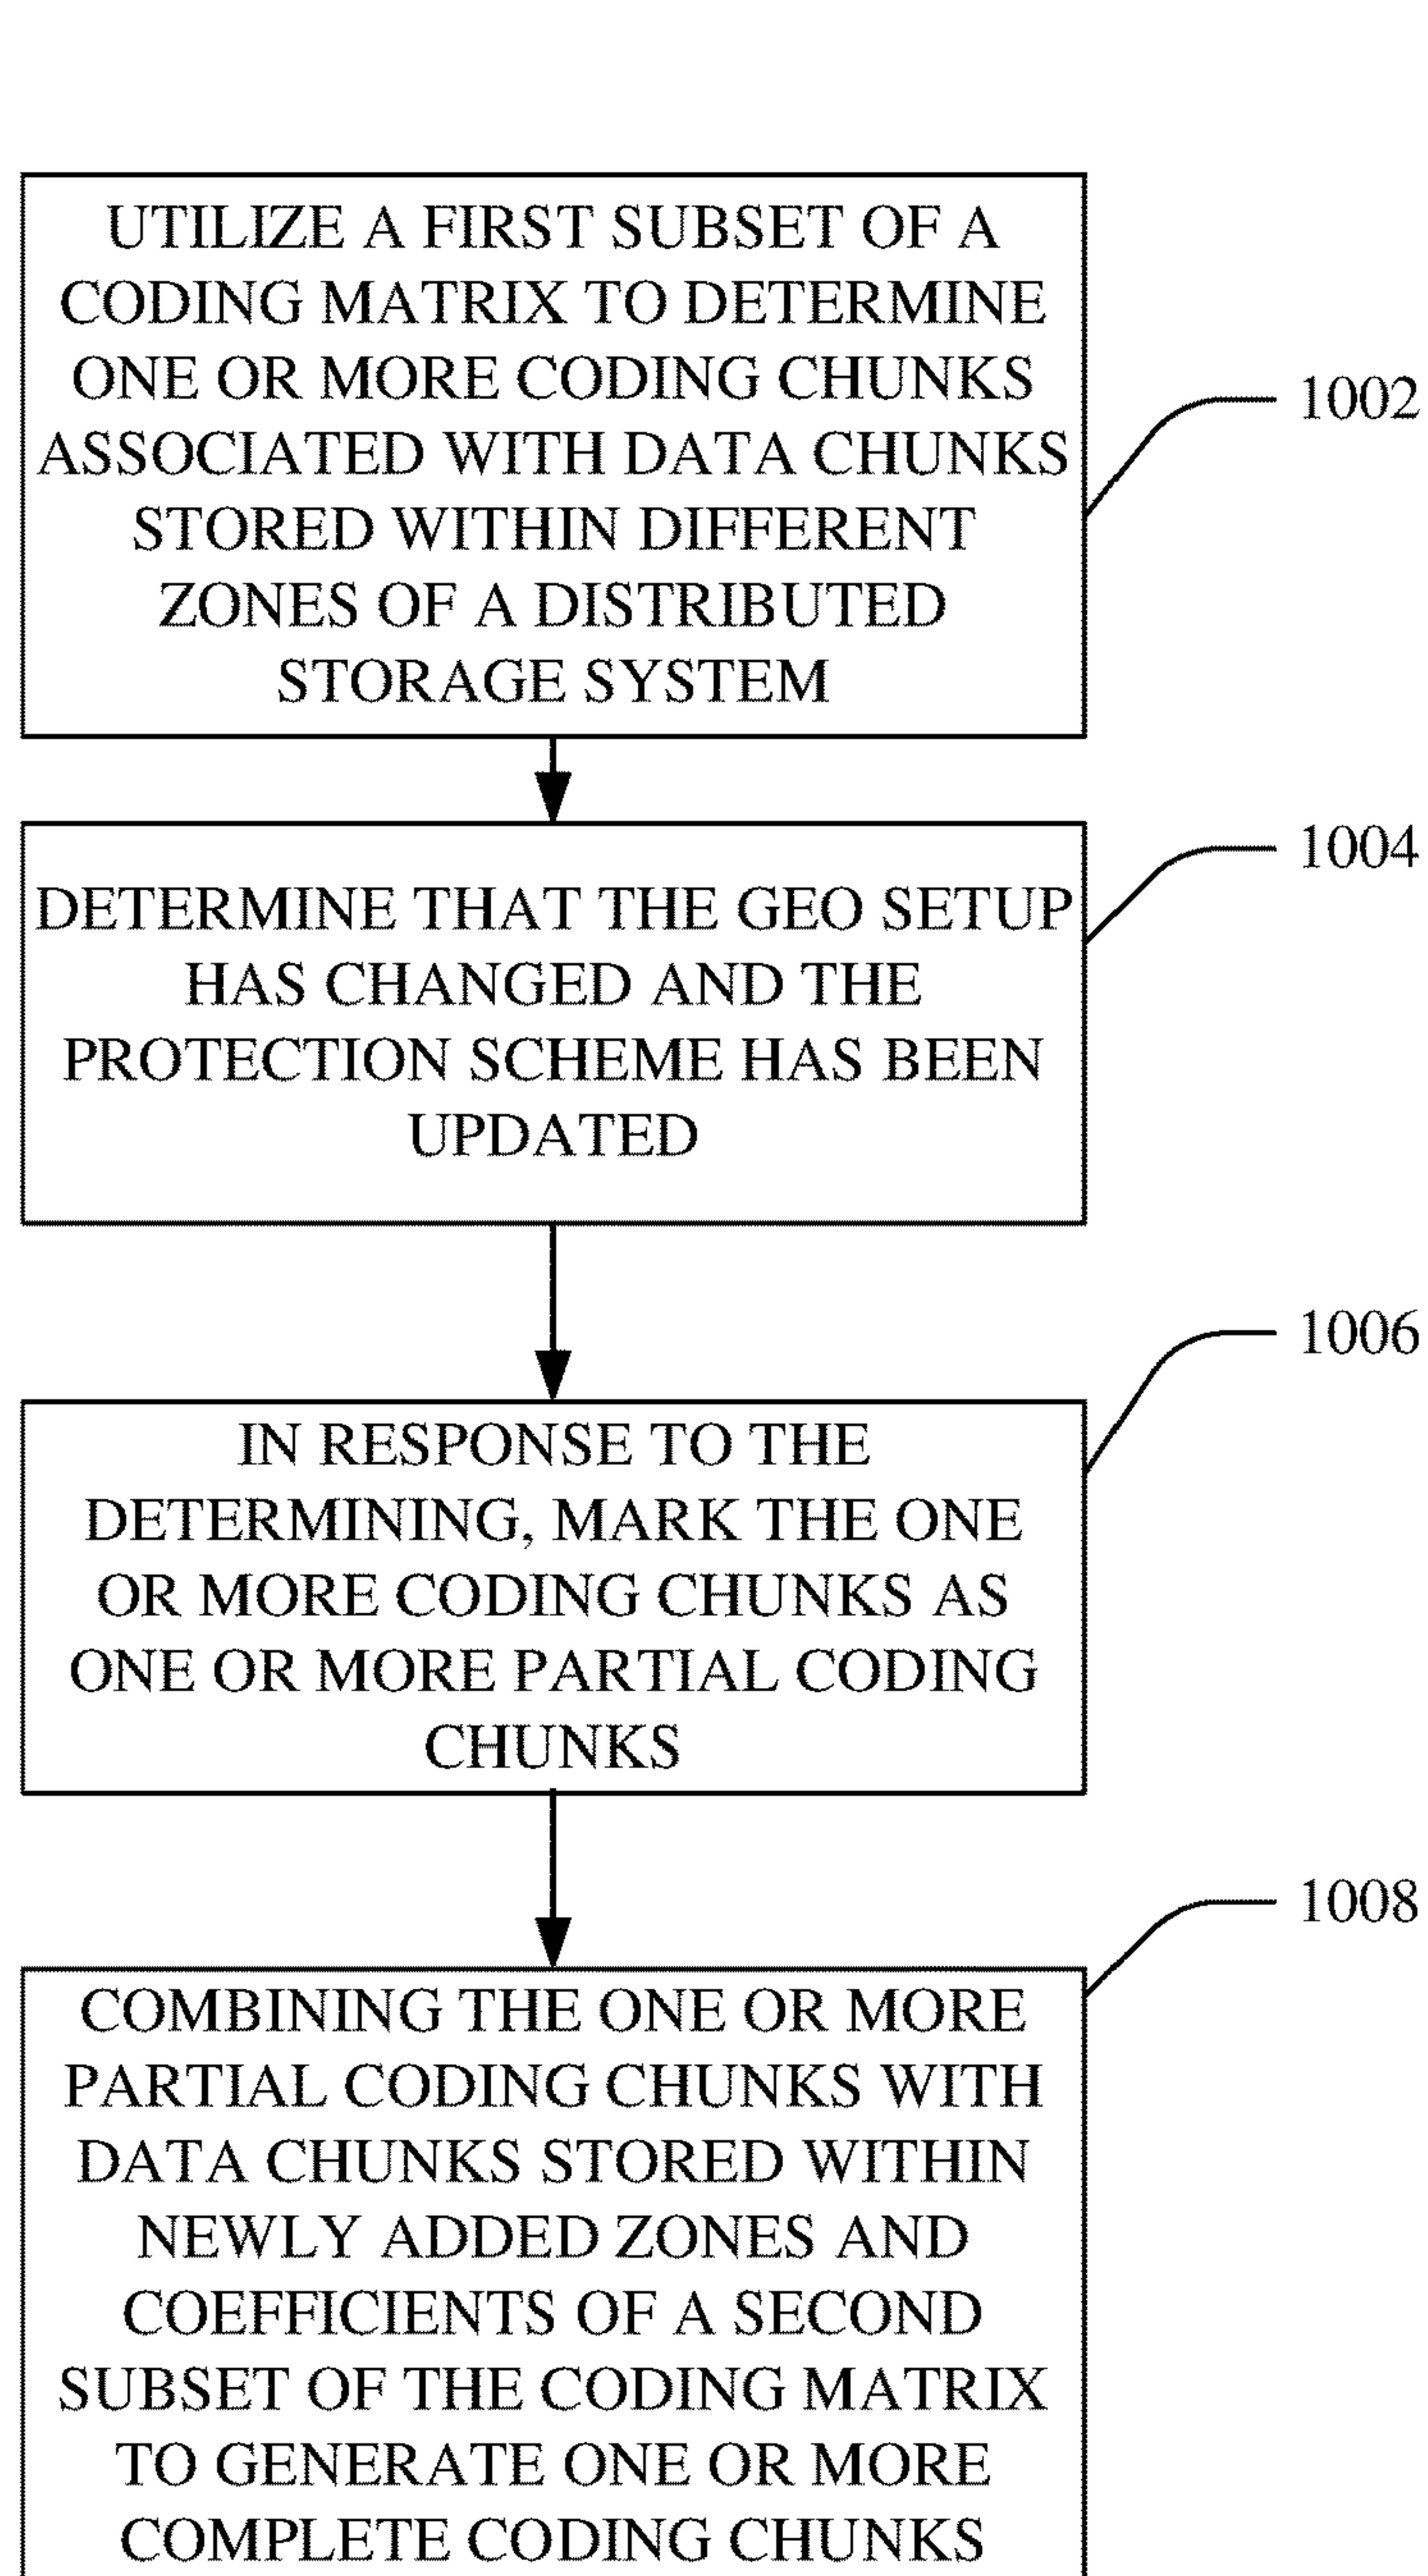 UTILIZE A FIRST SUBSET OF A
CODING MATRIX TO DETERMINE
ONE OR MORE CODING CHUNKS
ASSOCIATED WITH DATA CHUNKS
STORED WITHIN DIFFERENT
ZONES OF A DISTRIBUTED
STORAGE SYSTEM
1002
DETERMINE THAT THE GEO SETUP
HAS CHANGED AND THE
PROTECTION SCHEME HAS BEEN
UPDATED
1004
IN RESPONSE TO THE
DETERMINING, MARK THE ONE
OR MORE CODING CHUNKS AS
ONE OR MORE PARTIAL CODING
CHUNKS
1006
COMBINING THE ONE OR MORE
PARTIAL CODING CHUNKS WITH
DATA CHUNKS STORED WITHIN
NEWLY ADDED ZONES AND
COEFFICIENTS OF A SECOND
SUBSET OF THE CODING MATRIX
TO GENERATE ONE OR MORE
COMPLETE CODING CHUNKS
1008